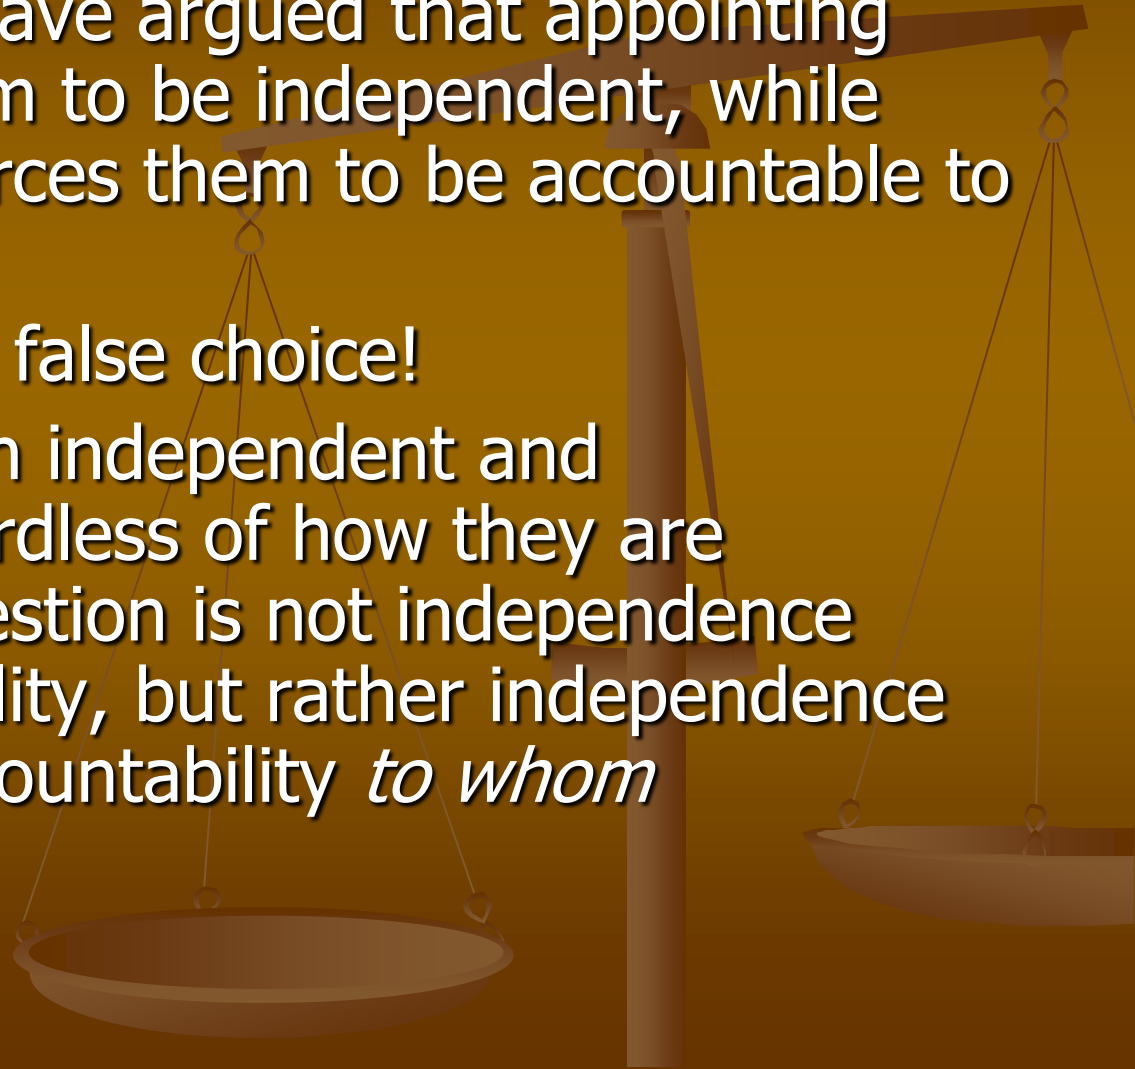 ave argued that appointing
m to be independent, while
rces them to be accountable to
false choice!
n independent and
rdless of how they are
estion is not independence
lity, but rather independence
ountability to whom